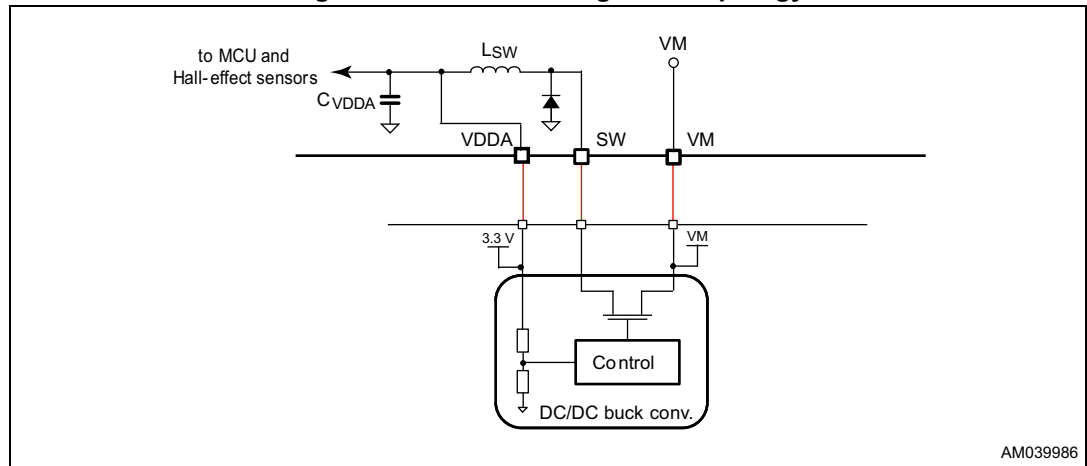 to MCU and
Hall-effect sensors
LSW
VM
CVDDA
VDDA
SW
VM
3.3 V
VM
Control
DC/DC buck conv.
AM039986